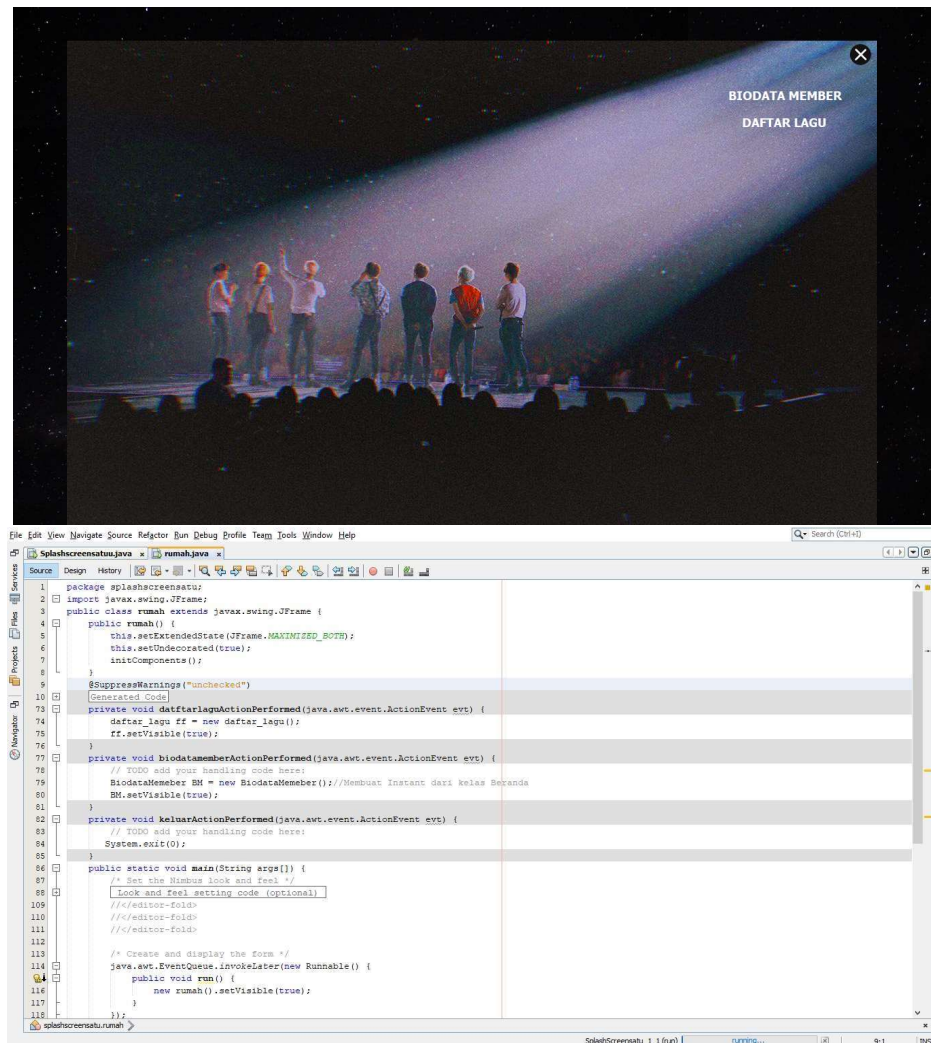 BIODATA MEMBER
DAFTAR LAGU
File Edit View Navigate Source Refactor Run Debug Profile Team Tools Window Help
Search (Ctrl+I)
Splashscreensatuu.java x rumah.java x
Source Design History
Services
Files
Projects
Navigator
1 package splashscreensatu;
2 import javax.swing.JFrame;
3 public class rumah extends javax.swing.JFrame {
4 public rumah() {
5 this.setExtendedState(JFrame.MAXIMIZED_BOTH);
6 this.setUndecorated(true);
7 initComponents();
8 }
9 @SuppressWarnings("unchecked")
10 Generated Code
73 private void datftarlaguActionPerformed(java.awt.event.ActionEvent evt) {
74 daftar_lagu ff = new daftar_lagu();
75 ff.setVisible(true);
76 }
77 private void biodatamemberActionPerformed(java.awt.event.ActionEvent evt) {
78 // TODO add your handling code here:
79 BiodataMemeber BM = new BiodataMemeber();//Membuat Instant dari kelas Beranda
80 BM.setVisible(true);
81 }
82 private void keluarActionPerformed(java.awt.event.ActionEvent evt) {
83 // TODO add your handling code here:
84 System.exit(0);
85 }
86 public static void main(String args[]) {
87 /* Set the Nimbus look and feel */
88 Look and feel setting code (optional)
109 //</editor-fold>
110 //</editor-fold>
111 //</editor-fold>
112
113 /* Create and display the form */
114 java.awt.EventQueue.invokeLater(new Runnable() {
public void run() {
116 new rumah().setVisible(true);
117 }
118 });
splashscreensatu.rumah
SplashScreensatu_1_1 (run) running... 9:1 INS